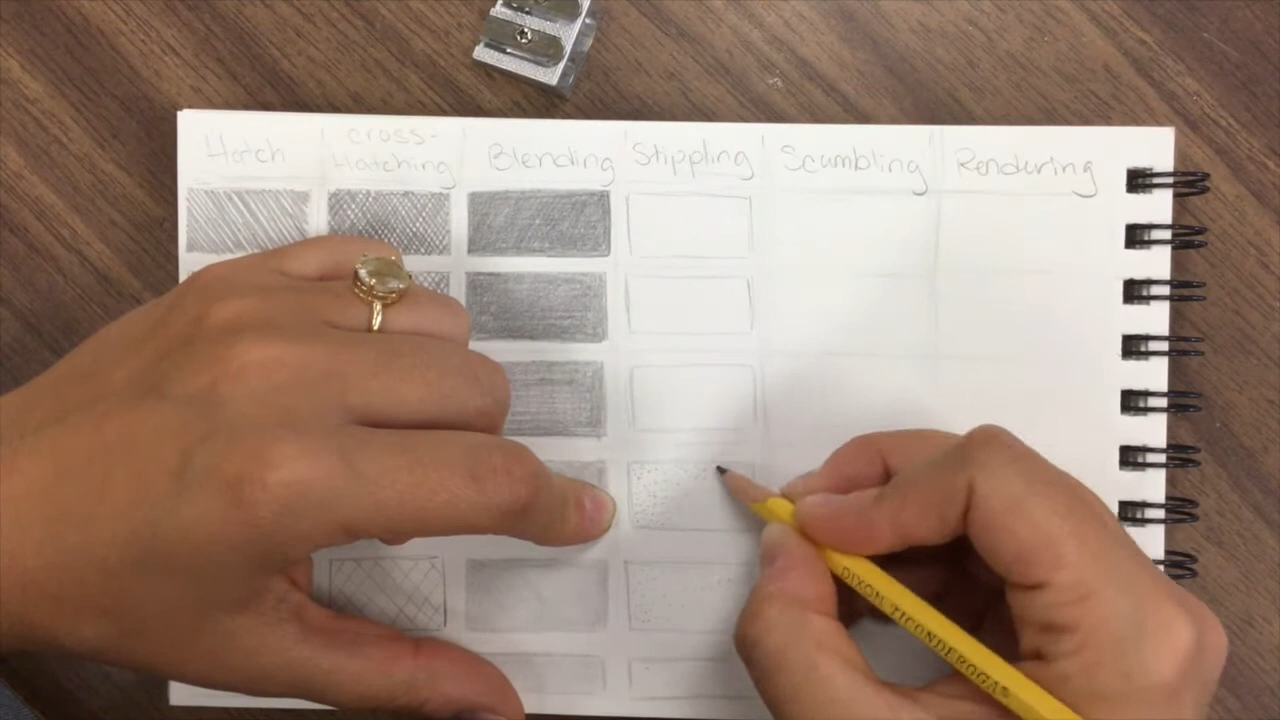 Hatch
cross-
Hatching
Blending
Stippling
Scumbling
Rendering
DIXON TICONDEROGA®